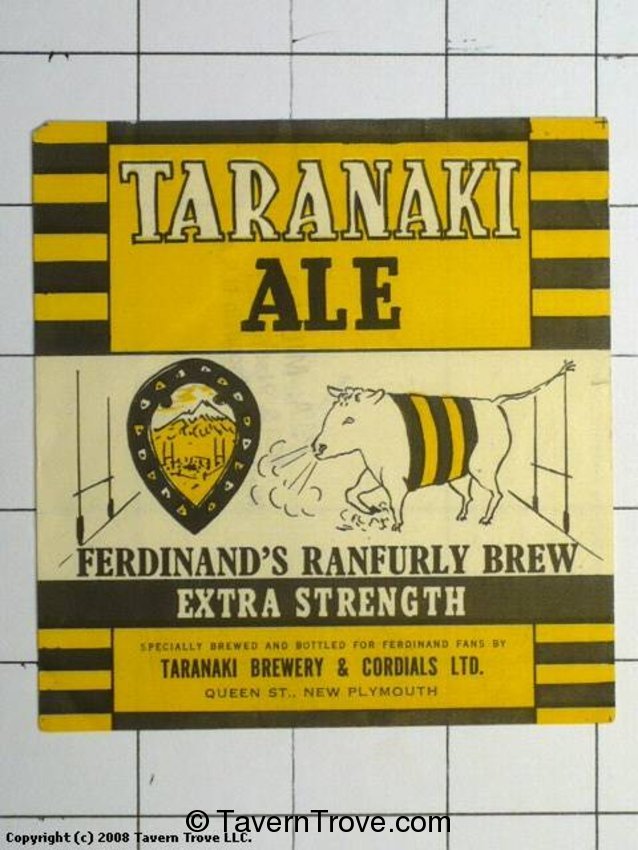 TARANAKI
ALE
FERDINAND'S RANFURLY BREW
EXTRA STRENGTH
SPECIALLY BREWED AND BOTTLED FOR FERDINAND FANS BY
TARANAKI BREWERY & CORDIALS LTD.
QUEEN ST., NEW PLYMOUTH
© TavernTrove.com
Copyright (c) 2008 Tavern Trove LLC.